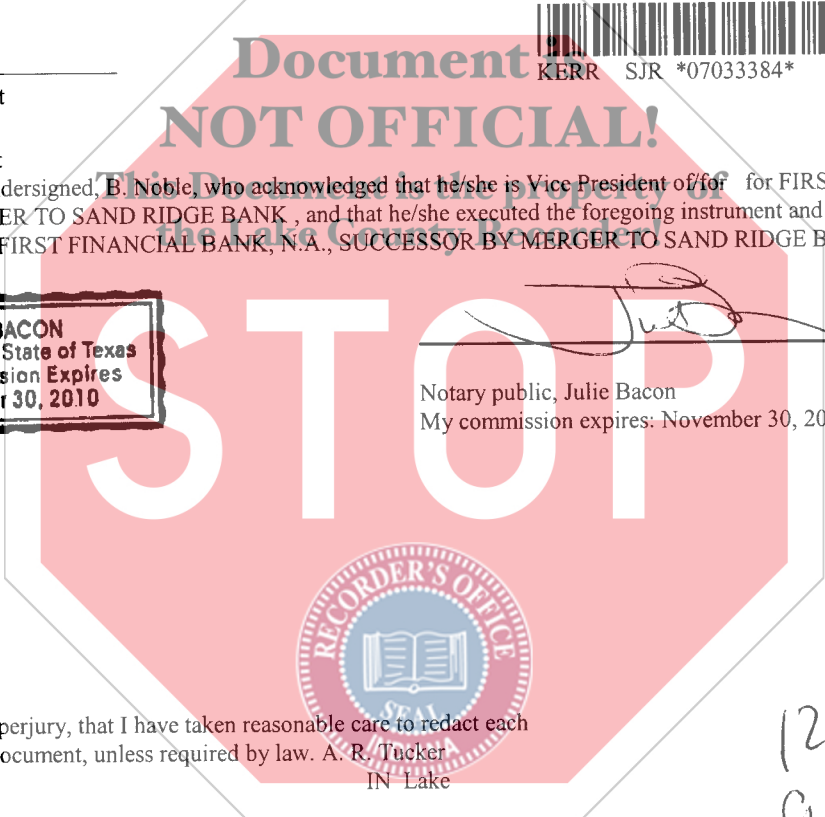 Document is
KERR SJR *07033384*
t
NOT OFFICIAL!
:
dersigned, B. Noble, who acknowledged that he/she is Vice President of/for for FIRS
This Document is the property of
ER TO SAND RIDGE BANK , and that he/she executed the foregoing instrument and
the Lake County Recorder!
FIRST FINANCIAL BANK, N.A., SUCCESSOR BY MERGER TO SAND RIDGE B
BACON
State of Texas
sion Expires
r 30, 2010
STOP
Notary public, Julie Bacon
My commission expires: November 30, 20
RECORDER'S OFFICE
SEAL
INDIANA
perjury, that I have taken reasonable care to redact each
ocument, unless required by law. A. R. Tucker
IN Lake
12